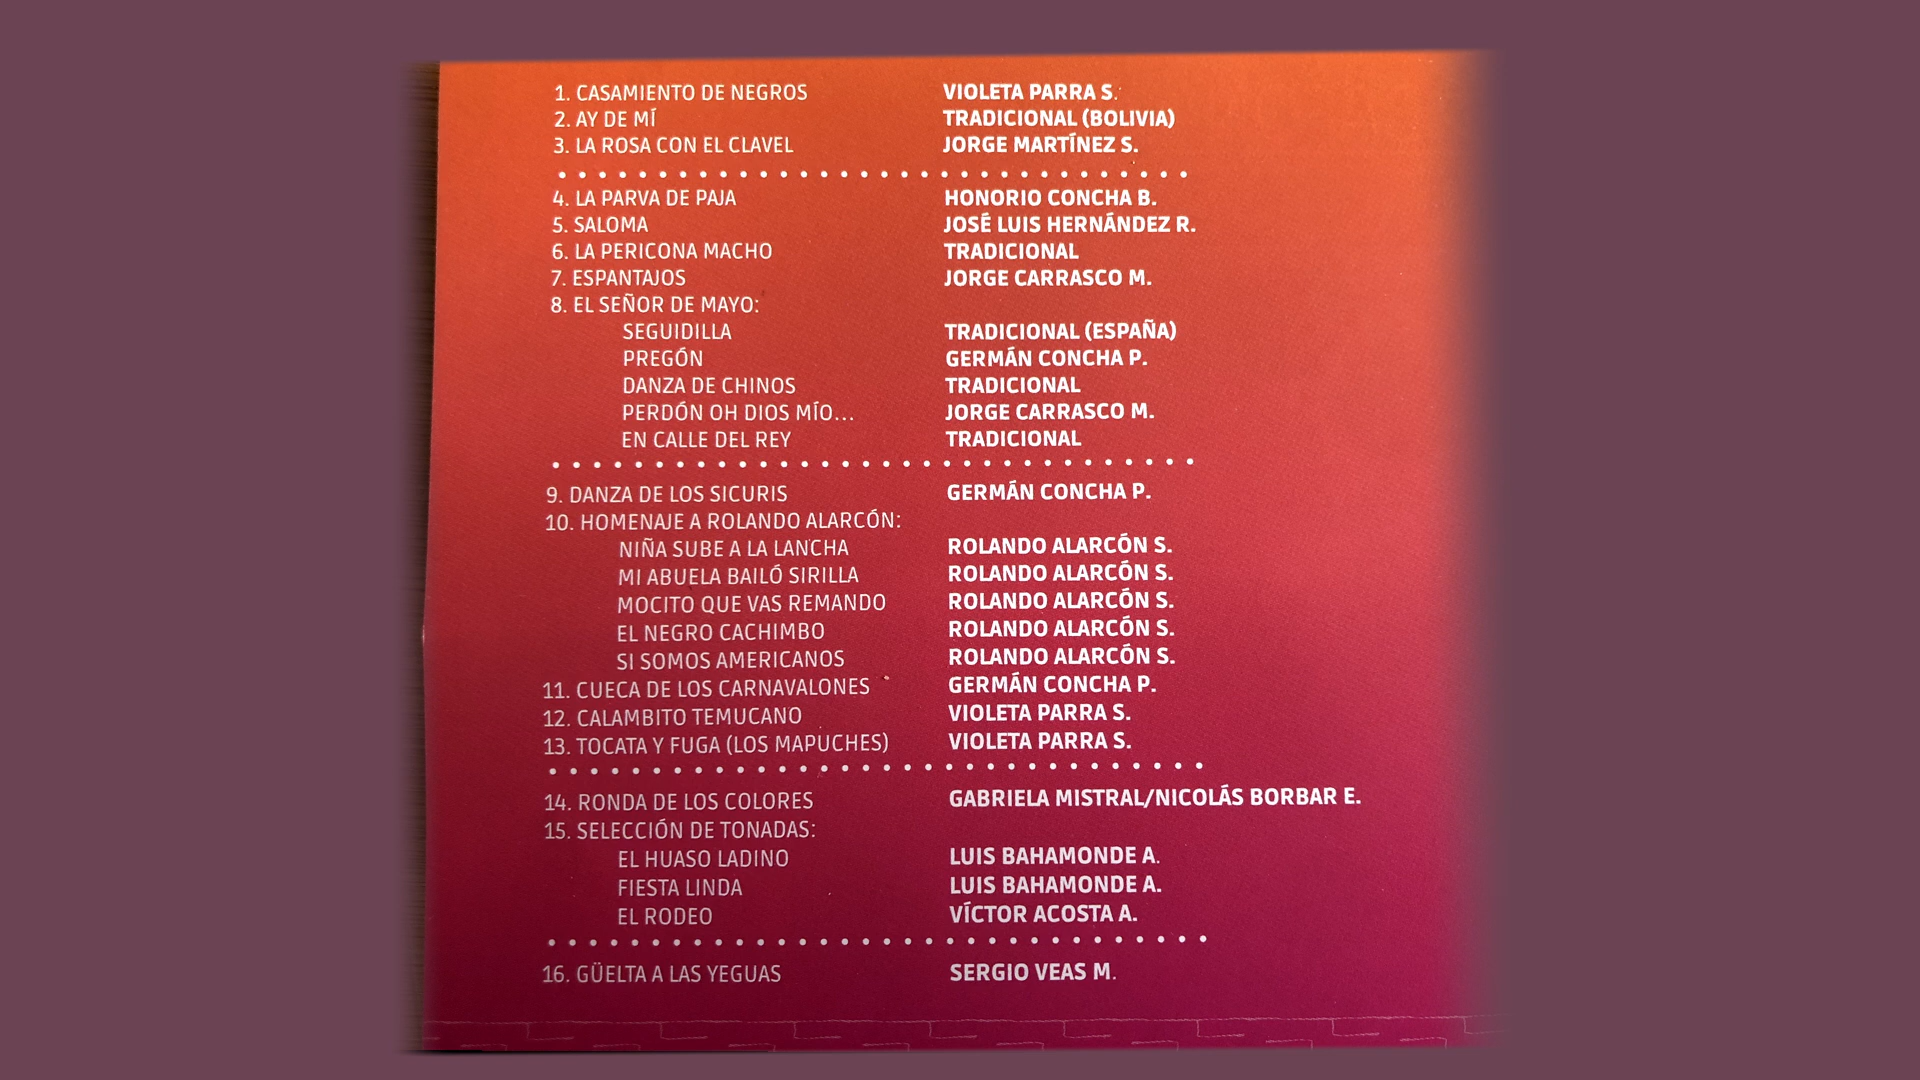 1. CASAMIENTO DE NEGROS VIOLETA PARRA S.
2. AY DE MÍ TRADICIONAL (BOLIVIA)
3. LA ROSA CON EL CLAVEL JORGE MARTÍNEZ S.
4. LA PARVA DE PAJA HONORIO CONCHA B.
5. SALOMA JOSÉ LUIS HERNÁNDEZ R.
6. LA PERICONA MACHO TRADICIONAL
7. ESPANTAJOS JORGE CARRASCO M.
8. EL SEÑOR DE MAYO:
SEGUIDILLA TRADICIONAL (ESPAÑA)
PREGÓN GERMÁN CONCHA P.
DANZA DE CHINOS TRADICIONAL
PERDÓN OH DIOS MÍO... JORGE CARRASCO M.
EN CALLE DEL REY TRADICIONAL
9. DANZA DE LOS SICURIS GERMÁN CONCHA P.
10. HOMENAJE A ROLANDO ALARCÓN:
NIÑA SUBE A LA LANCHA ROLANDO ALARCÓN S.
MI ABUELA BAILÓ SIRILLA ROLANDO ALARCÓN S.
MOCITO QUE VAS REMANDO ROLANDO ALARCÓN S.
EL NEGRO CACHIMBO ROLANDO ALARCÓN S.
SI SOMOS AMERICANOS ROLANDO ALARCÓN S.
11. CUECA DE LOS CARNAVALONES GERMÁN CONCHA P.
12. CALAMBITO TEMUCANO VIOLETA PARRA S.
13. TOCATA Y FUGA (LOS MAPUCHES) VIOLETA PARRA S.
14. RONDA DE LOS COLORES GABRIELA MISTRAL/NICOLÁS BORBAR E.
15. SELECCIÓN DE TONADAS:
EL HUASO LADINO LUIS BAHAMONDE A.
FIESTA LINDA LUIS BAHAMONDE A.
EL RODEO VÍCTOR ACOSTA A.
16. GÜELTA A LAS YEGUAS SERGIO VEAS M.